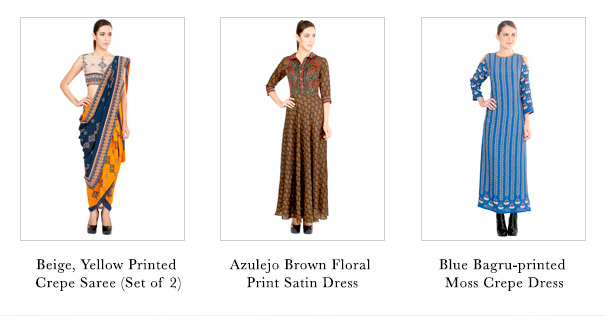 Beige, Yellow Printed
Crepe Saree (Set of 2)
Azulejo Brown Floral
Print Satin Dress
Blue Bagru-printed
Moss Crepe Dress